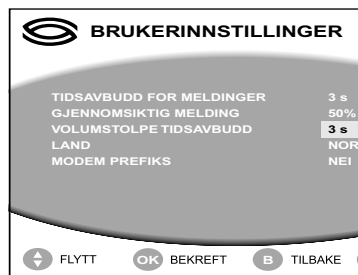 BRUKERINNSTILLINGER
TIDSAVBUDD FOR MELDINGER 3 s
GJENNOMSIKTIG MELDING 50%
VOLUMSTOLPE TIDSAVBUDD 3 s
LAND NOR
MODEM PREFIKS NEI
FLYTT OK BEKREFT B TILBAKE